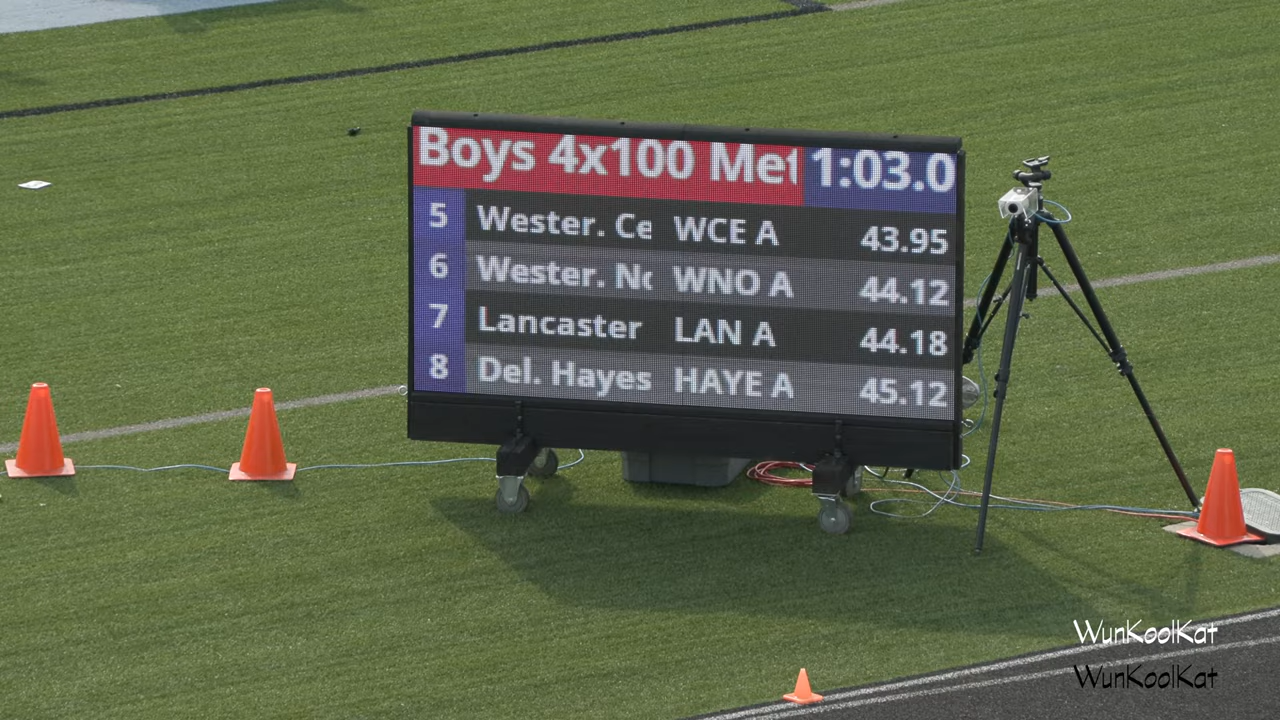 Boys 4x100 Met 1:03.0
5 Wester. Ce WCE A 43.95
6 Wester. No WNO A 44.12
7 Lancaster LAN A 44.18
8 Del. Hayes HAYE A 45.12
WunKoolKat
WunKoolKat